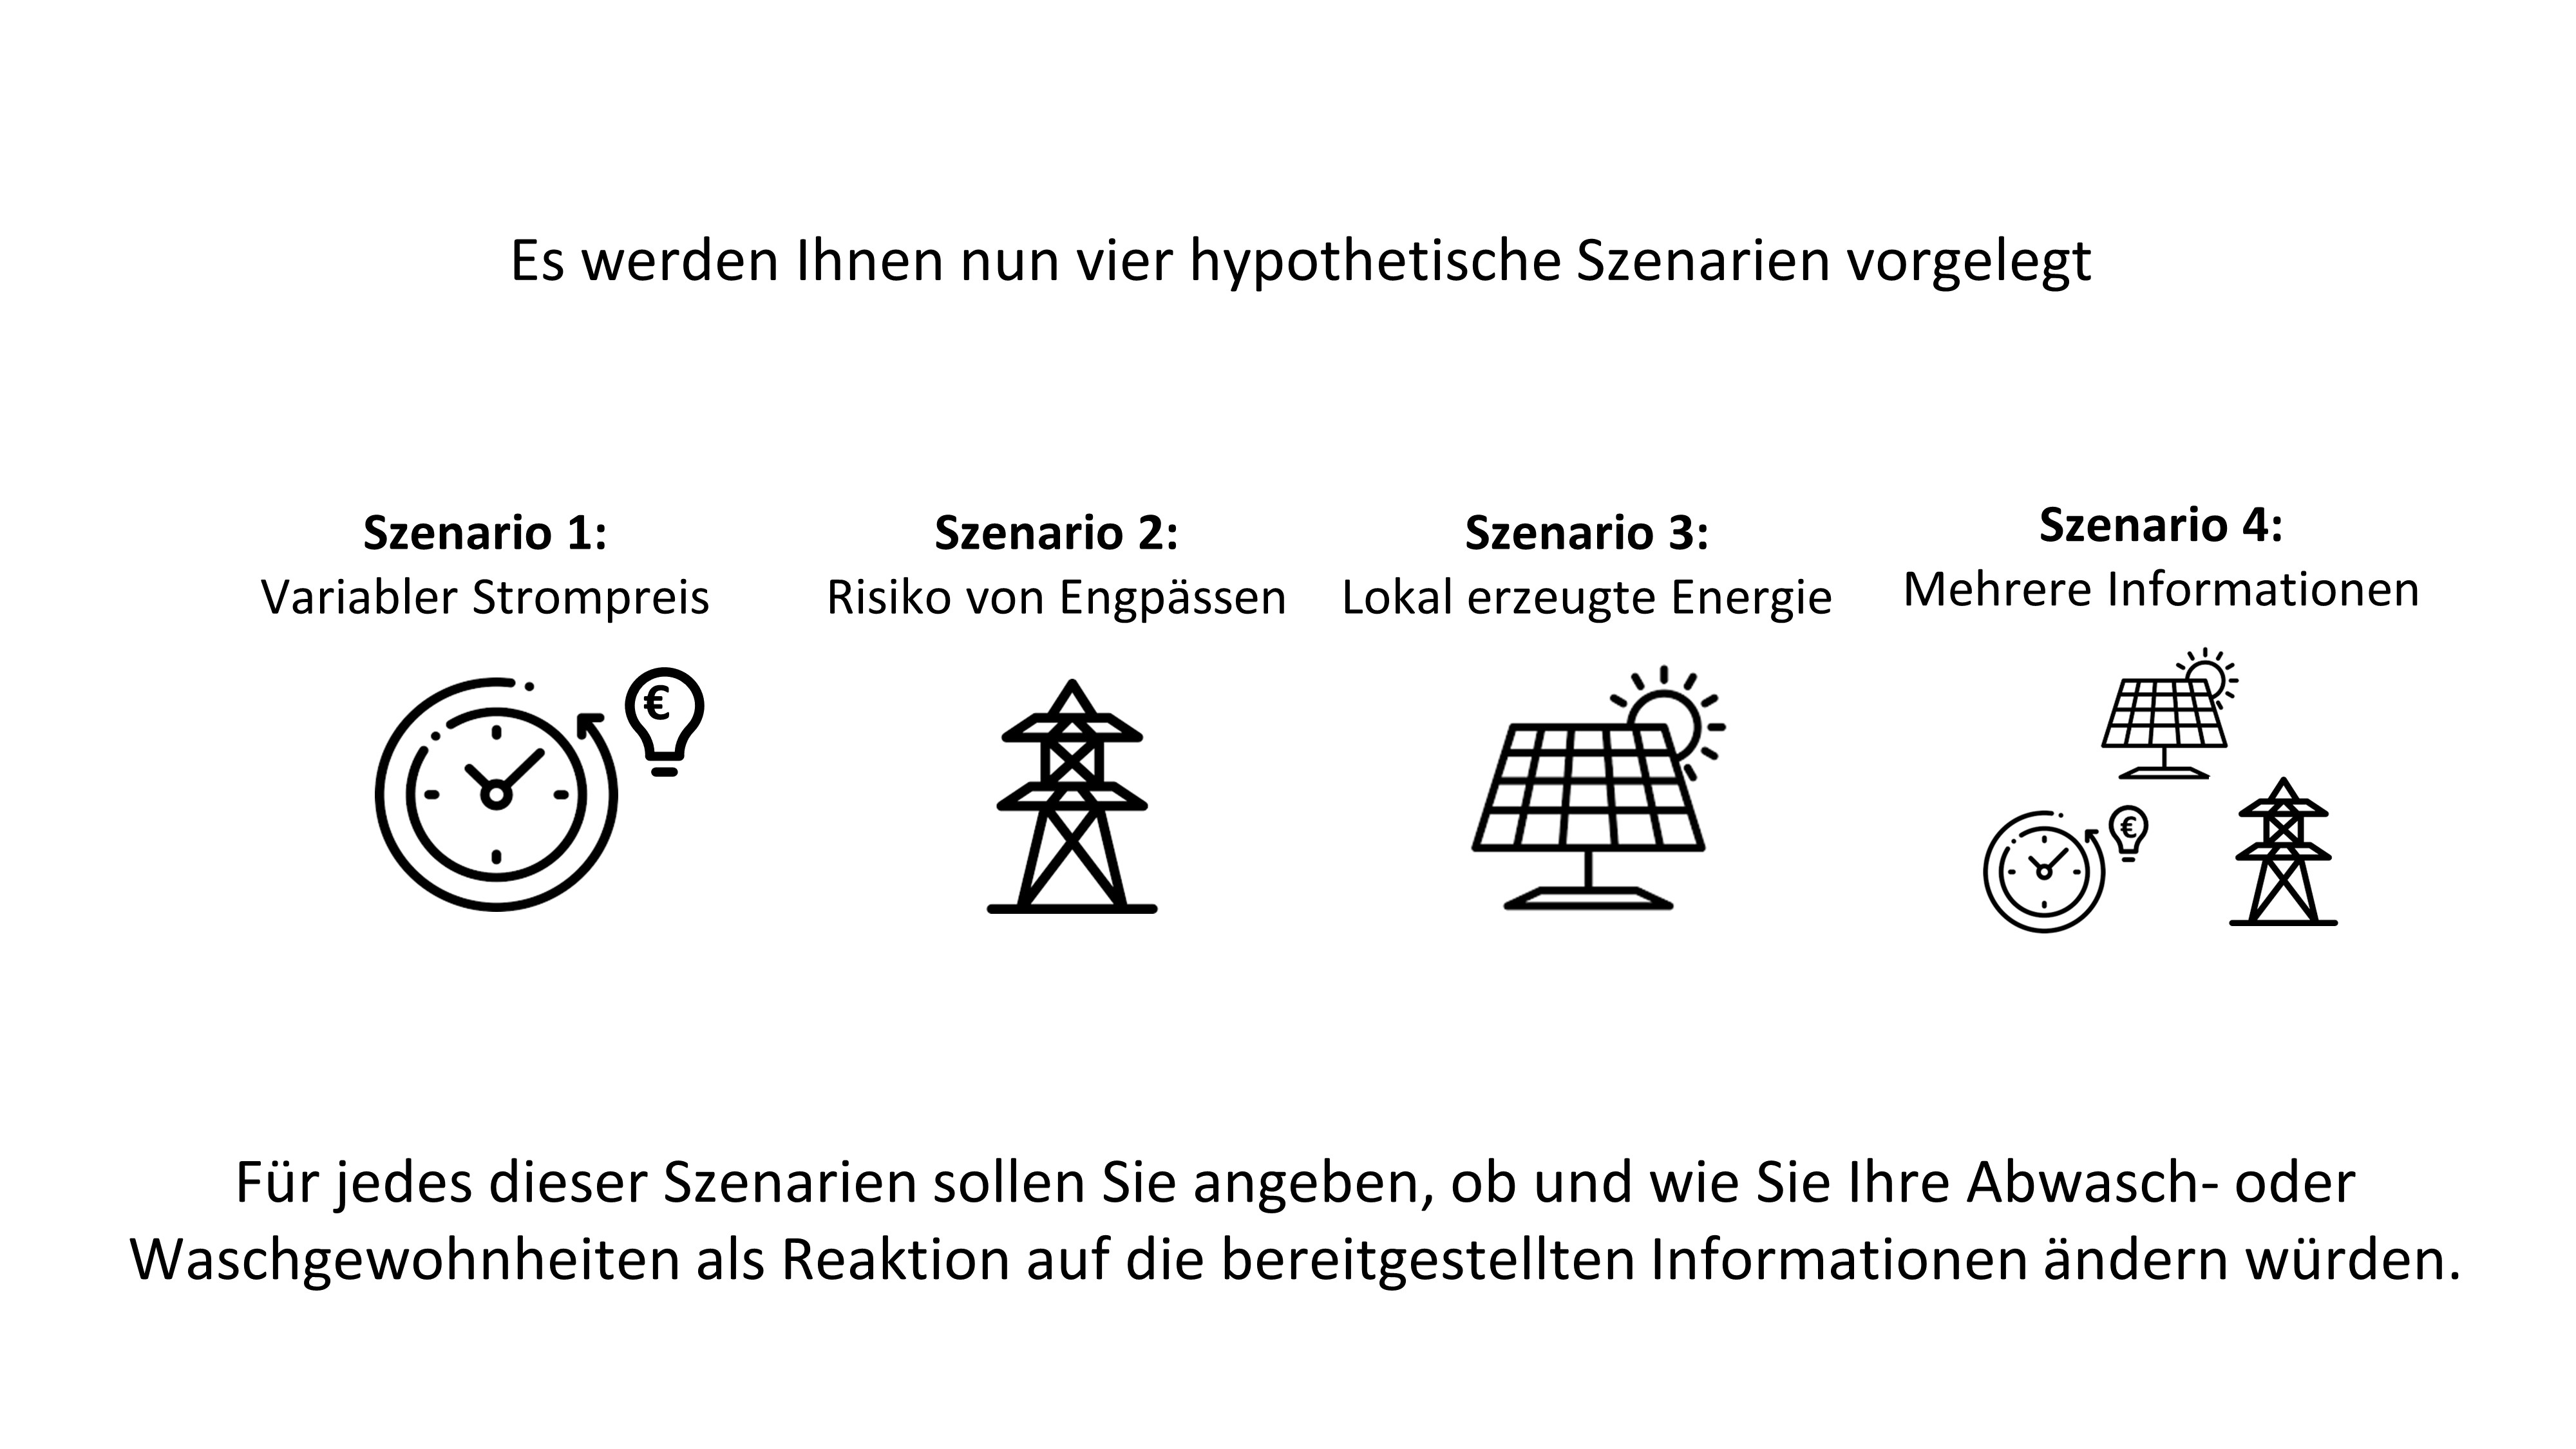 Es werden Ihnen nun vier hypothetische Szenarien vorgelegt
Szenario 1:
Variabler Strompreis
€
Szenario 2:
Risiko von Engpässen
Szenario 3:
Lokal erzeugte Energie
Szenario 4:
Mehrere Informationen
€
Für jedes dieser Szenarien sollen Sie angeben, ob und wie Sie Ihre Abwasch- oder
Waschgewohnheiten als Reaktion auf die bereitgestellten Informationen ändern würden.